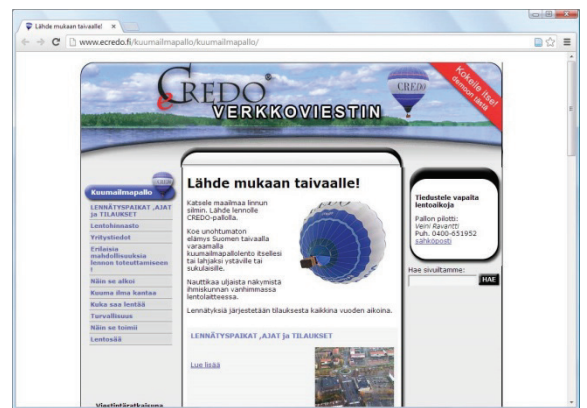 Lähde mukaan taivaalle!
www.ecredo.fi/kuumailmapallo/kuumailmapallo/
CREDO®
VERKKOVIESTIN
CREDO
Kokeile itse!
demoon tästä
Kuumailmapallo
LENNÄTYSPAIKAT ,AJAT
ja TILAUKSET
Lentohinnasto
Yritystiedot
Erilaisia
mahdollisuuksia
lennon toteuttamiseen
!
Näin se alkoi
Kuuma ilma kantaa
Kuka saa lentää
Turvallisuus
Näin se toimii
Lentosää
Viestintäratkaisuna
Lähde mukaan taivaalle!
Katsele maailmaa linnun
silmin. Lähde lennolle
CREDO-pallolla.
Koe unohtumaton
elämys Suomen taivaalla
varaamalla
kuumailmapallolento itsellesi
tai lahjaksi ystäville tai
sukulaisille.
Nauttikaa uljaista näkymistä
ihmiskunnan vanhimmassa
lentolaitteessa.
Lennätyksiä järjestetään tilauksesta kaikkina vuoden aikoina.
LENNÄTYSPAIKAT ,AJAT ja TILAUKSET
Lue lisää
Tiedustele vapaita
lentoaikoja
Pallon pilotti:
Veini Ravantti
Puh. 0400-651952
sähköposti
Hae sivuiltamme:
HAE